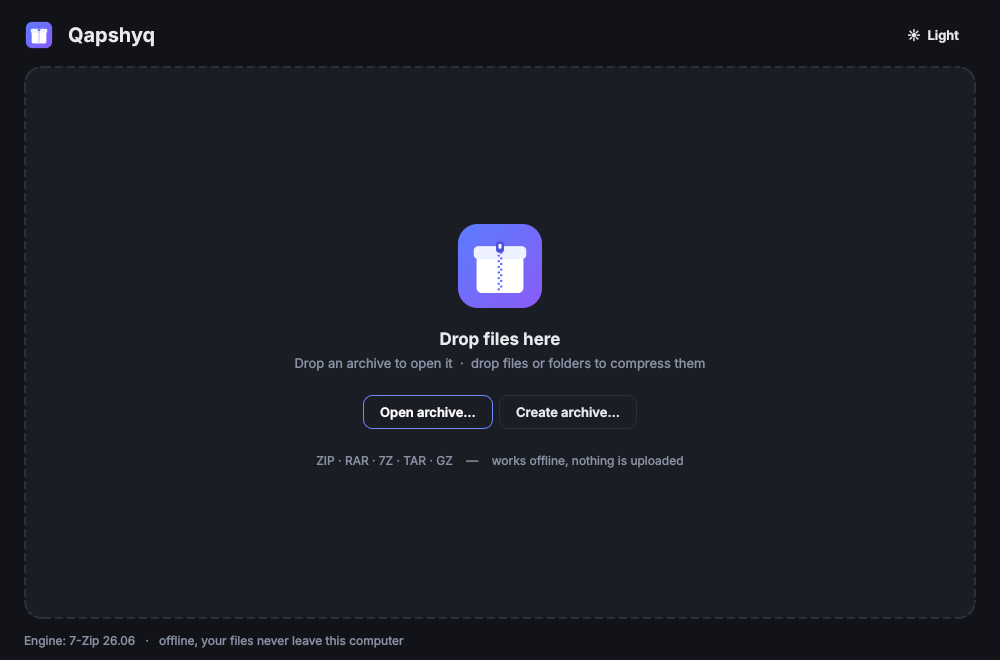 Qapshyq
Light
Drop files here
Drop an archive to open it · drop files or folders to compress them
Open archive...
Create archive...
ZIP · RAR · 7Z · TAR · GZ — works offline, nothing is uploaded
Engine: 7-Zip 26.06 · offline, your files never leave this computer